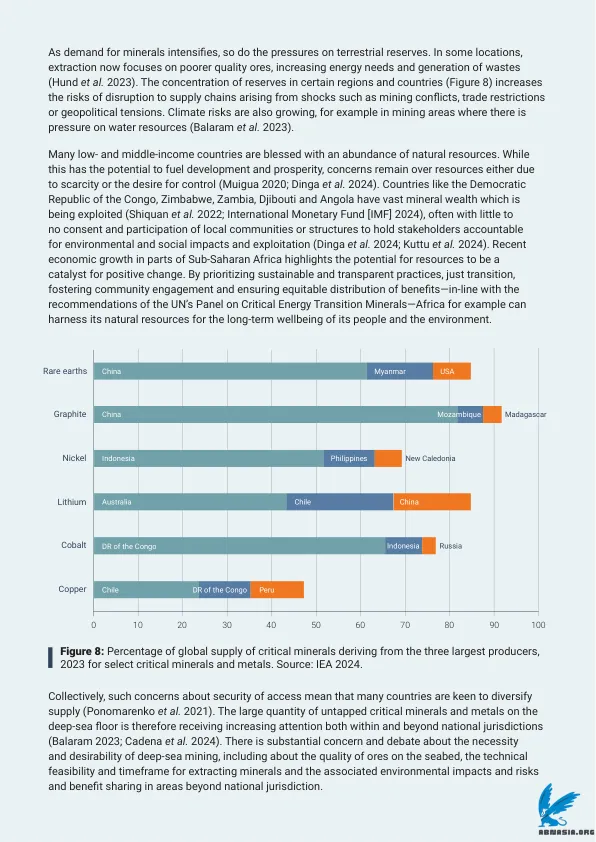 As demand for minerals intensifies, so do the pressures on terrestrial reserves. In some locations,
extraction now focuses on poorer quality ores, increasing energy needs and generation of wastes
(Hund et al. 2023). The concentration of reserves in certain regions and countries (Figure 8) increases
the risks of disruption to supply chains arising from shocks such as mining conflicts, trade restrictions
or geopolitical tensions. Climate risks are also growing, for example in mining areas where there is
pressure on water resources (Balaram et al. 2023).
Many low- and middle-income countries are blessed with an abundance of natural resources. While
this has the potential to fuel development and prosperity, concerns remain over resources either due
to scarcity or the desire for control (Muigua 2020; Dinga et al. 2024). Countries like the Democratic
Republic of the Congo, Zimbabwe, Zambia, Djibouti and Angola have vast mineral wealth which is
being exploited (Shiquan et al. 2022; International Monetary Fund [IMF] 2024), often with little to
no consent and participation of local communities or structures to hold stakeholders accountable
for environmental and social impacts and exploitation (Dinga et al. 2024; Kuttu et al. 2024). Recent
economic growth in parts of Sub-Saharan Africa highlights the potential for resources to be a
catalyst for positive change. By prioritizing sustainable and transparent practices, just transition,
fostering community engagement and ensuring equitable distribution of benefits—in-line with the
recommendations of the UN's Panel on Critical Energy Transition Minerals—Africa for example can
harness its natural resources for the long-term wellbeing of its people and the environment.
Rare earths China Myanmar USA
Graphite China Mozambique Madagascar
Nickel Indonesia Philippines New Caledonia
Lithium Australia Chile China
Cobalt DR of the Congo Indonesia Russia
Copper Chile DR of the Congo Peru
0 10 20 30 40 50 60 70 80 90 100
Figure 8: Percentage of global supply of critical minerals deriving from the three largest producers,
2023 for select critical minerals and metals. Source: IEA 2024.
Collectively, such concerns about security of access mean that many countries are keen to diversify
supply (Ponomarenko et al. 2021). The large quantity of untapped critical minerals and metals on the
deep-sea floor is therefore receiving increasing attention both within and beyond national jurisdictions
(Balaram 2023; Cadena et al. 2024). There is substantial concern and debate about the necessity
and desirability of deep-sea mining, including about the quality of ores on the seabed, the technical
feasibility and timeframe for extracting minerals and the associated environmental impacts and risks
and benefit sharing in areas beyond national jurisdiction.
ABNASIA.ORG